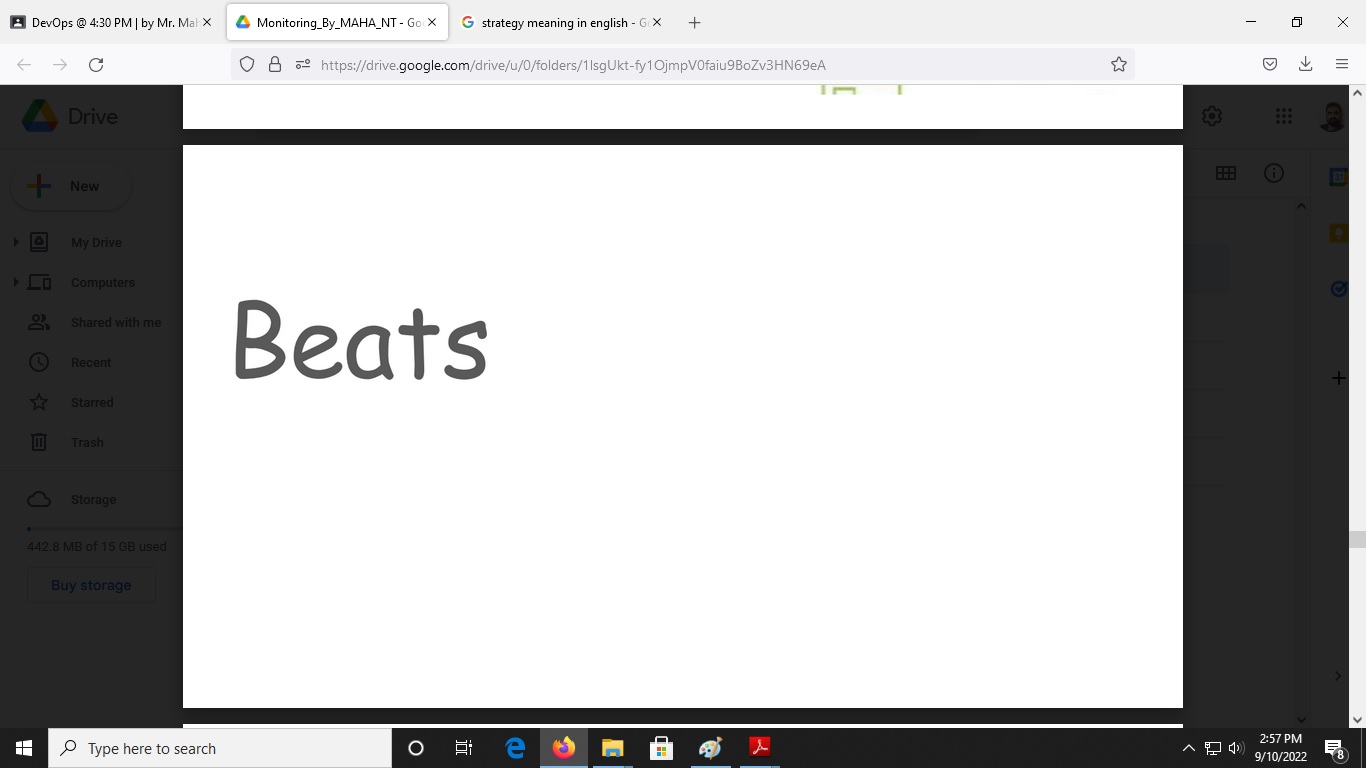 DevOps @ 4:30 PM | by Mr. Mah
Monitoring_By_MAHA_NT - Go
strategy meaning in english - G
https://drive.google.com/drive/u/0/folders/1lsgUkt-fy1OjmpV0faiu9BoZv3HN69eA
Drive
New
My Drive
Computers
Shared with me
Recent
Starred
Trash
Storage
442.8 MB of 15 GB used
Buy storage
Beats
Type here to search
2:57 PM
9/10/2022
8